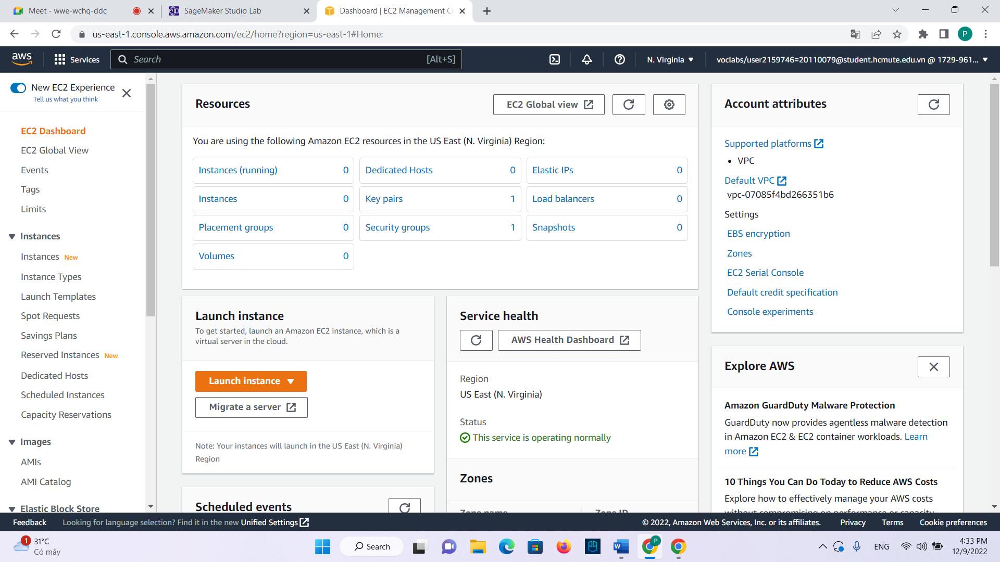 Meet - wwe-wchq-ddc
SageMaker Studio Lab
Dashboard | EC2 Management Co
us-east-1.console.aws.amazon.com/ec2/home?region=us-east-1#Home:
P
aws
Services
Search
[Alt+S]
N. Virginia
voclabs/user2159746=20110079@student.hcmute.edu.vn @ 1729-961...
New EC2 Experience
Tell us what you think
EC2 Dashboard
EC2 Global View
Events
Tags
Limits
Instances
Instances New
Instance Types
Launch Templates
Spot Requests
Savings Plans
Reserved Instances New
Dedicated Hosts
Scheduled Instances
Capacity Reservations
Images
AMIs
AMI Catalog
Elastic Block Store
Resources
EC2 Global view
You are using the following Amazon EC2 resources in the US East (N. Virginia) Region:
Instances (running) 0
Dedicated Hosts 0
Elastic IPs 0
Instances 0
Key pairs 1
Load balancers 0
Placement groups 0
Security groups 1
Snapshots 0
Volumes 0
Launch instance
To get started, launch an Amazon EC2 instance, which is a
virtual server in the cloud.
Launch instance
Migrate a server
Note: Your instances will launch in the US East (N. Virginia)
Region
Scheduled events
Service health
AWS Health Dashboard
Region
US East (N. Virginia)
Status
This service is operating normally
Zones
Zone name
Zone ID
Account attributes
Supported platforms
• VPC
Default VPC
vpc-07085f4bd266351b6
Settings
EBS encryption
Zones
EC2 Serial Console
Default credit specification
Console experiments
Explore AWS
Amazon GuardDuty Malware Protection
GuardDuty now provides agentless malware detection
in Amazon EC2 & EC2 container workloads. Learn
more
10 Things You Can Do Today to Reduce AWS Costs
Explore how to effectively manage your AWS costs
without compromising on performance or capacity
Feedback
Looking for language selection? Find it in the new Unified Settings
© 2022, Amazon Web Services, Inc. or its affiliates.
Privacy
Terms
Cookie preferences
1
31°C
Có mây
Search
P
ENG
4:33 PM
12/9/2022